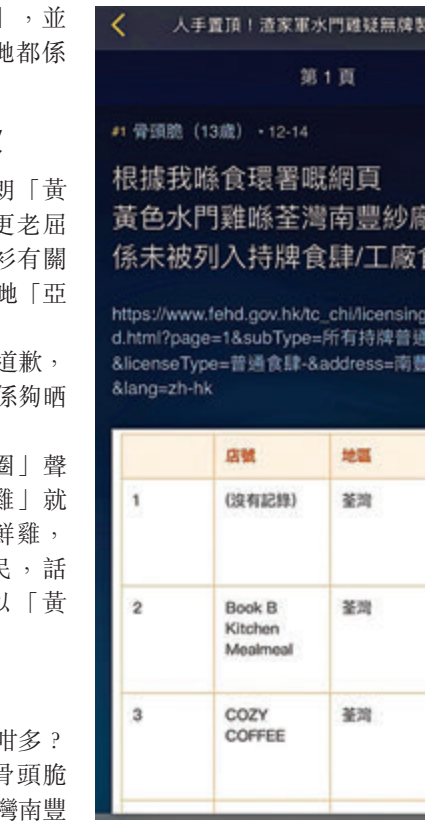 」，並
哋都係
朗「黃
更老屈
衫有關
哋「亞
道歉，
係夠晒
圈」聲
雞」就
鮮雞，
民，話
以「黃
咁多？
骨頭脆
灣南豐
人手置頂！渣家軍水門雞疑無牌製
第 1 頁
#1 骨頭脆（13歲）・12-14
根據我喺食環署嘅網頁
黃色水門雞喺荃灣南豐紗廠
係未被列入持牌食肆/工廠食
https://www.fehd.gov.hk/tc_chi/licensing
d.html?page=1&subType=所有持牌普通
&licenseType=普通食肆-&address=南豐
&lang=zh-hk
店號 地區
1 (沒有記錄) 荃灣
2 Book B Kitchen Mealmeal 荃灣
3 COZY COFFEE 荃灣